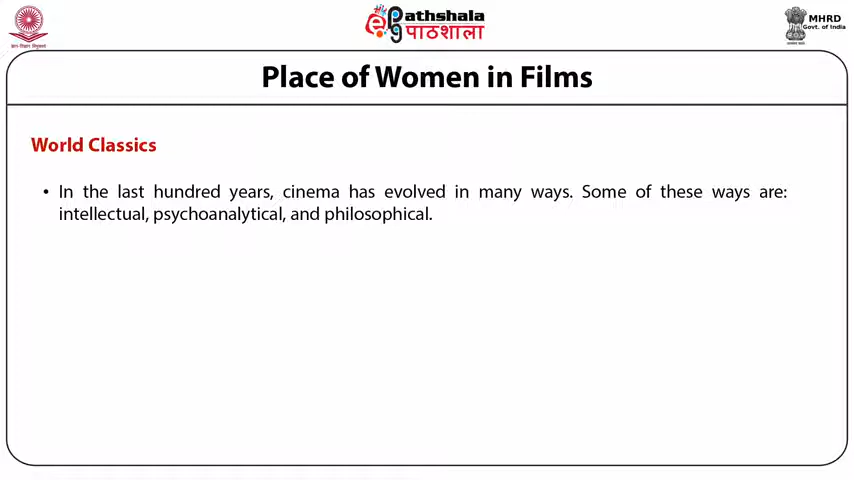 ePathshala
पाठशाला
MHRD
Govt. of India
Place of Women in Films
World Classics
• In the last hundred years, cinema has evolved in many ways. Some of these ways are:
intellectual, psychoanalytical, and philosophical.